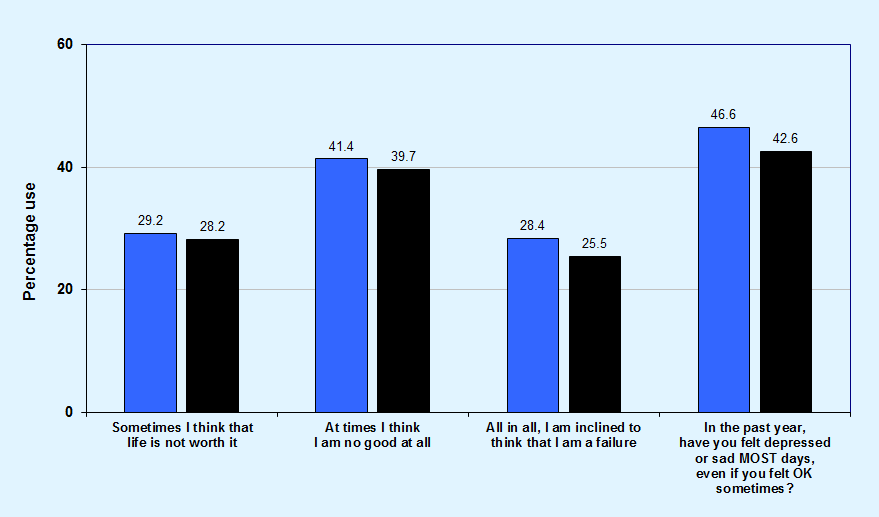 60
46.6
42.6
41.4
39.7
40
29.2
28.2
28.4
25.5
20
0
Percentage use
Sometimes I think that
life is not worth it
At times I think
I am no good at all
All in all, I am inclined to
think that I am a failure
In the past year,
have you felt depressed
or sad MOST days,
even if you felt OK
sometimes?